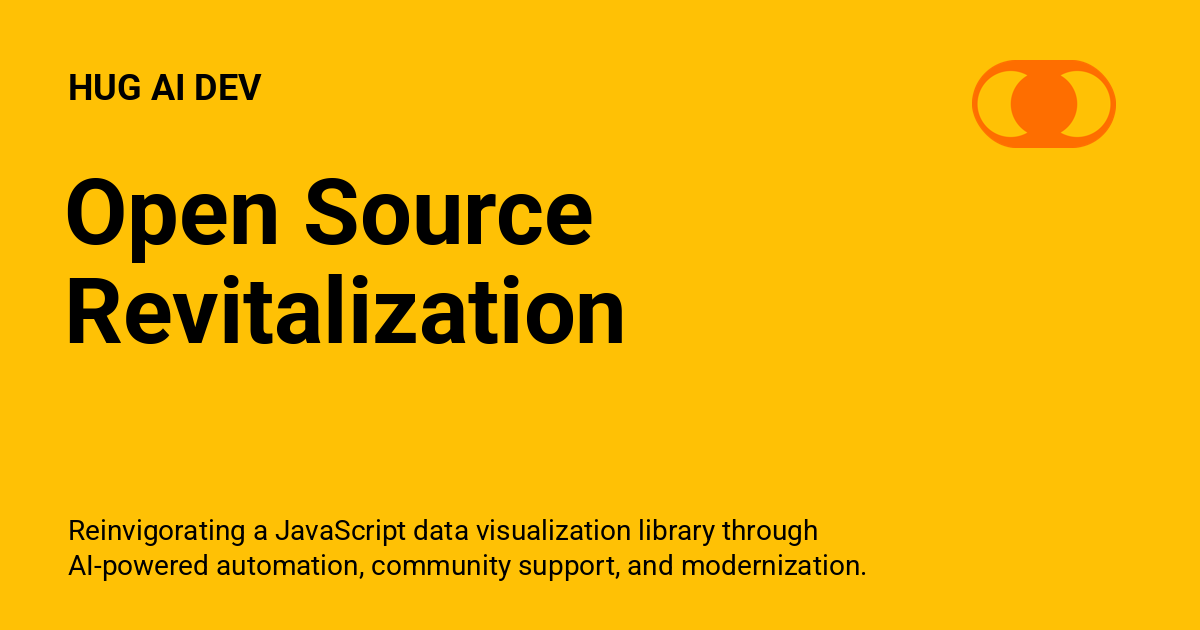 HUG AI DEV
Open Source
Revitalization
Reinvigorating a JavaScript data visualization library through
AI-powered automation, community support, and modernization.